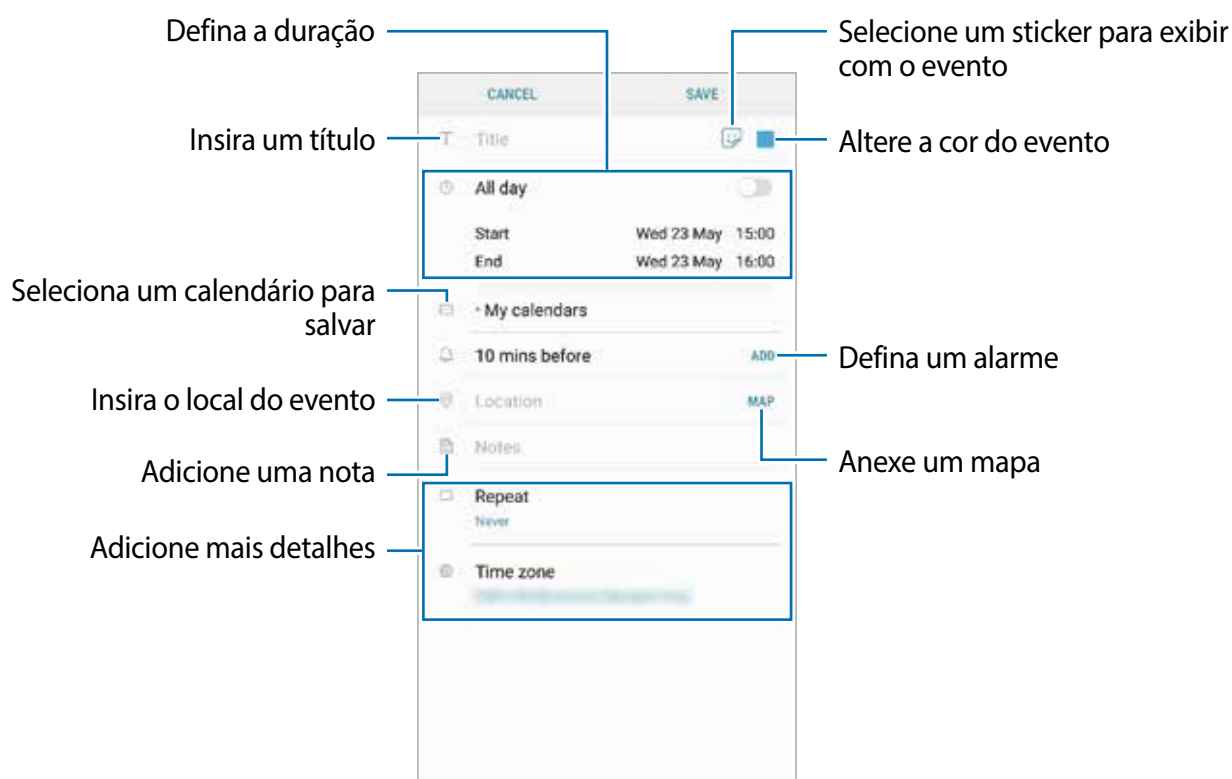 Defina a duração
Selecione um sticker para exibir
com o evento
CANCEL SAVE
Insira um título
Title
Altere a cor do evento
All day
Start Wed 23 May 15:00
End Wed 23 May 16:00
Seleciona um calendário para
salvar
My calendars
10 mins before ADD
Defina um alarme
Insira o local do evento
Location MAP
Adicione uma nota
Notes
Anexe um mapa
Repeat
Never
Adicione mais detalhes
Time zone